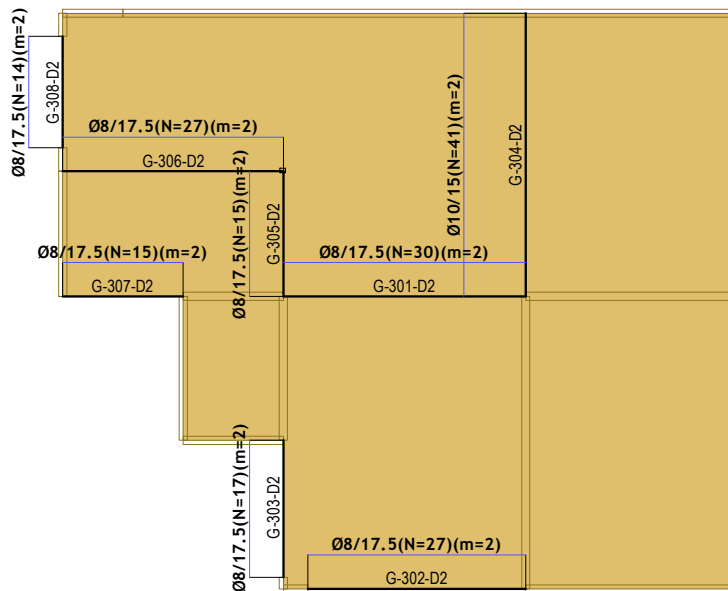 Ø8/17.5(N=14)(m=2)
G-308-D2
Ø8/17.5(N=27)(m=2)
G-306-D2
Ø10/15(N=41)(m=2)
G-304-D2
Ø8/17.5(N=15)(m=2)
G-305-D2
Ø8/17.5(N=15)(m=2)
G-307-D2
Ø8/17.5(N=30)(m=2)
G-301-D2
Ø8/17.5(N=17)(m=2)
G-303-D2
Ø8/17.5(N=27)(m=2)
G-302-D2